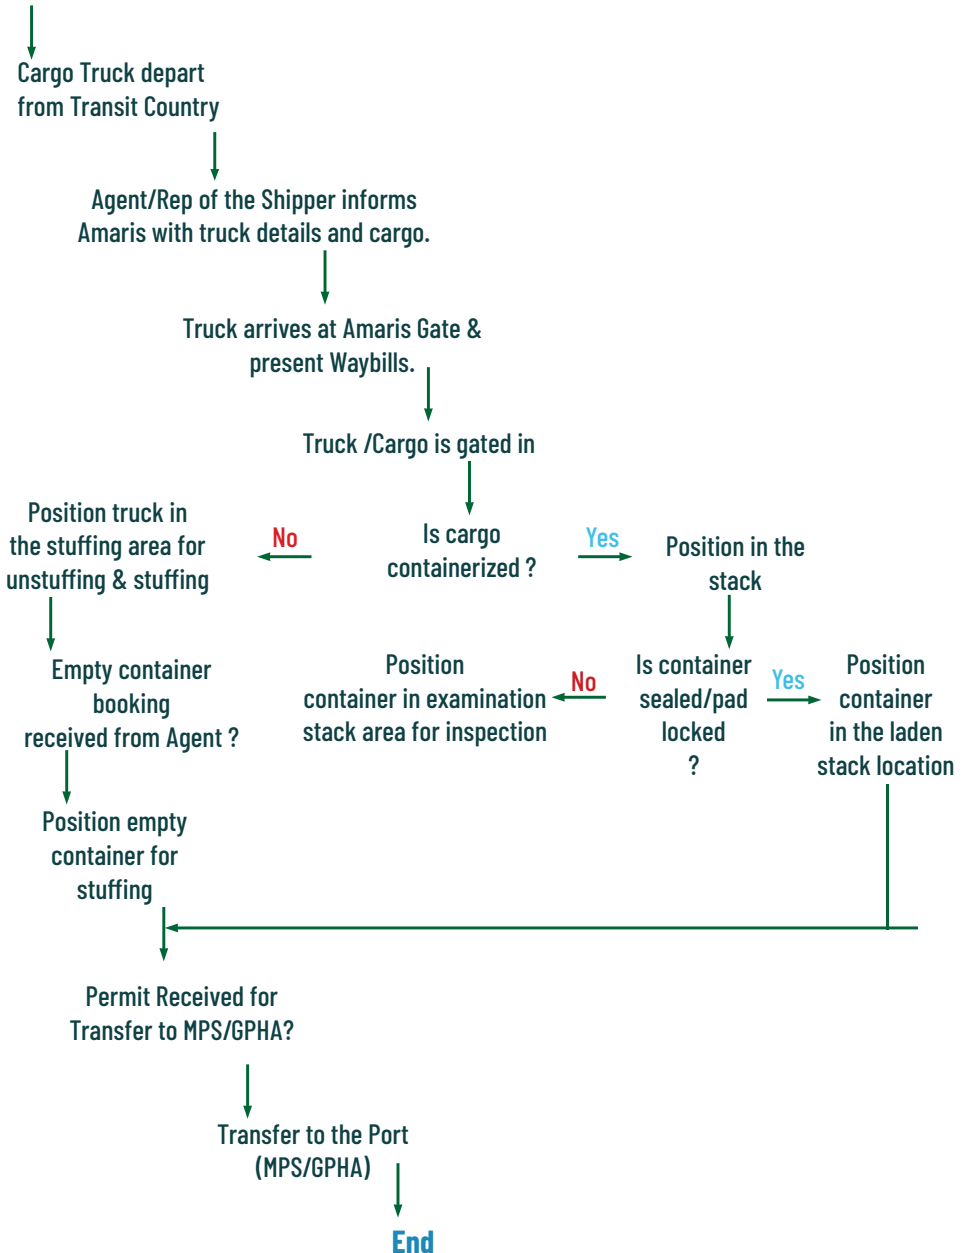 Cargo Truck depart
from Transit Country
Agent/Rep of the Shipper informs
Amaris with truck details and cargo.
Truck arrives at Amaris Gate &
present Waybills.
Truck /Cargo is gated in
Position truck in
the stuffing area for
unstuffing & stuffing
No
Is cargo
containerized ?
Yes
Position in the
stack
Empty container
booking
received from Agent ?
Position
container in examination
stack area for inspection
No
Is container
sealed/pad
locked
?
Yes
Position
container
in the laden
stack location
Position empty
container for
stuffing
Permit Received for
Transfer to MPS/GPHA?
Transfer to the Port
(MPS/GPHA)
End